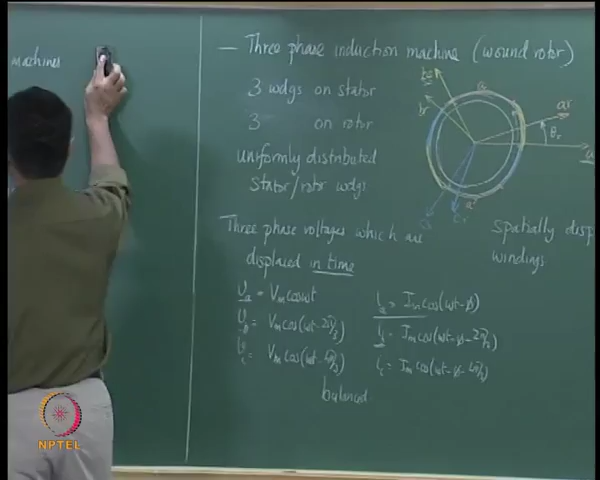 machines
— Three phase induction machine (wound rotor)
3 wdgs on stator
3 on rotor
uniformly distributed
stator/rotor wdgs
bs
br
a
ar
θr
a
a'
cr
Three phase voltages which are
displaced in time
spatially disp
windings
Va = Vm cos ωt
Vb = Vm cos(ωt - 2π/3)
Vc = Vm cos(ωt - 4π/3)
ia = Im cos(ωt - φ)
ib = Im cos(ωt - φ - 2π/3)
ic = Im cos(ωt - φ - 4π/3)
balanced
NPTEL